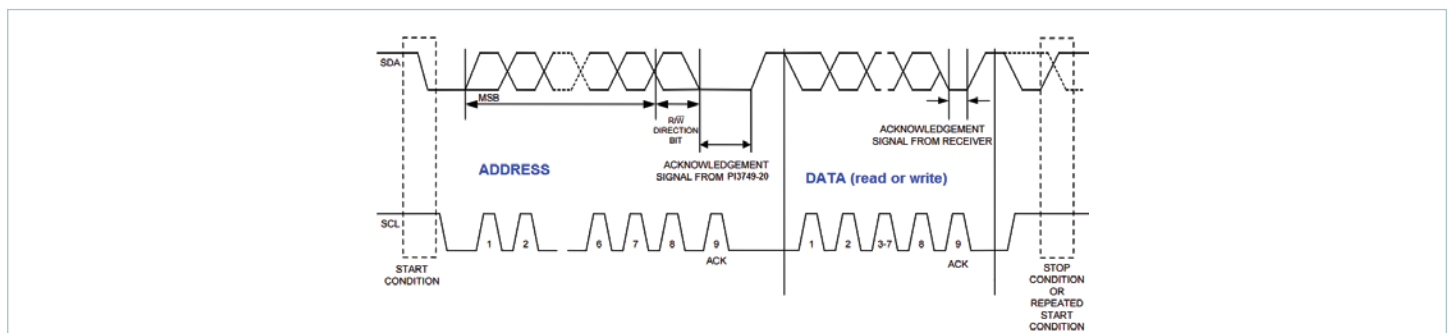 SDA
MSB
R/W
DIRECTION
BIT
ACKNOWLEDGEMENT
SIGNAL FROM PI3749-20
ACKNOWLEDGEMENT
SIGNAL FROM RECEIVER
ADDRESS
DATA (read or write)
SCL
1
2
6
7
8
9
ACK
1
2
3-7
8
9
ACK
START
CONDITION
STOP
CONDITION
OR
REPEATED
START
CONDITION